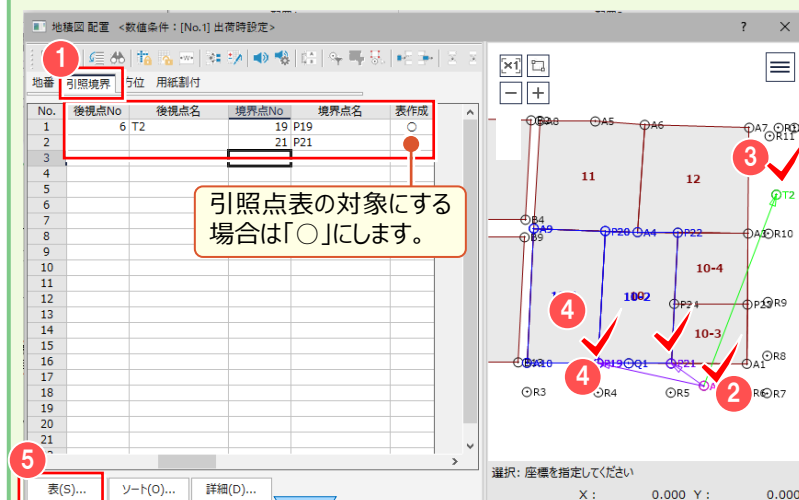 地積図 配置 <数値条件：[No.1] 出荷時設定>
? ×
1
地番 引照境界 方位 用紙割付
No. 後視点No 後視点名 境界点No 境界点名 表作成
1 6 T2 19 P19 ○
2 21 P21
3
4
5
6
7
8
9
10
11
12
13
14
15
16
17
18
19
20
21
引照点表の対象にする
場合は「○」にします。
5
表(S)... ソート(O)... 詳細(D)...
A5 A6 A7
R11
3
11 12
T2
B4
A9 P20 A4 P22 R10
B9
10-4
10-2
4
P24 R9
10-3
R8
P19 Q1 P21 A1
4 2
R3 R4 R5 R7
選択: 座標を指定してください
X : 0.000 Y : 0.000